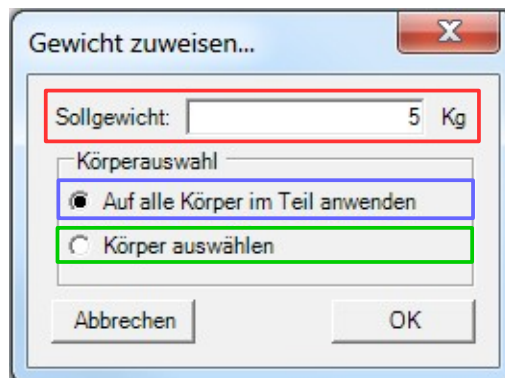 Gewicht zuweisen...
Sollgewicht: 5 Kg
Körperauswahl
Auf alle Körper im Teil anwenden
Körper auswählen
Abbrechen OK